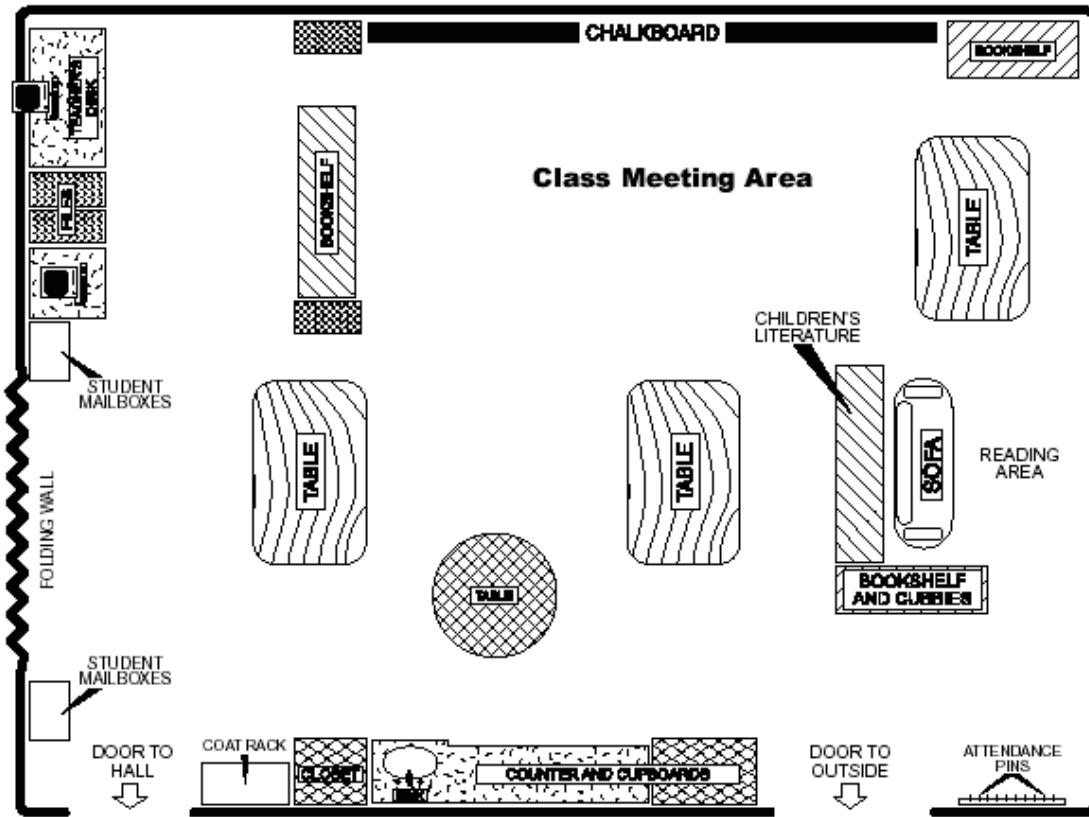 CHALKBOARD
BOOKSHELF
TEACHER'S
DESK
FILES
BOOKSHELF
Class Meeting Area
TABLE
CHILDREN'S
LITERATURE
STUDENT
MAILBOXES
FOLDING WALL
TABLE
TABLE
SOFA
READING
AREA
TABLE
BOOKSHELF
AND CUBBIES
STUDENT
MAILBOXES
DOOR TO
HALL
COAT RACK
CLOSET
SINK
COUNTER AND CUPBOARDS
DOOR TO
OUTSIDE
ATTENDANCE
PINS